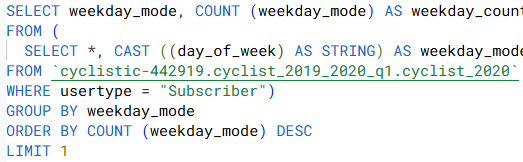 SELECT weekday_mode, COUNT (weekday_mode) AS weekday_count
FROM (
SELECT *, CAST ((day_of_week) AS STRING) AS weekday_mode
FROM `cyclistic-442919.cyclist_2019_2020_q1.cyclist_2020`
WHERE usertype = "Subscriber")
GROUP BY weekday_mode
ORDER BY COUNT (weekday_mode) DESC
LIMIT 1